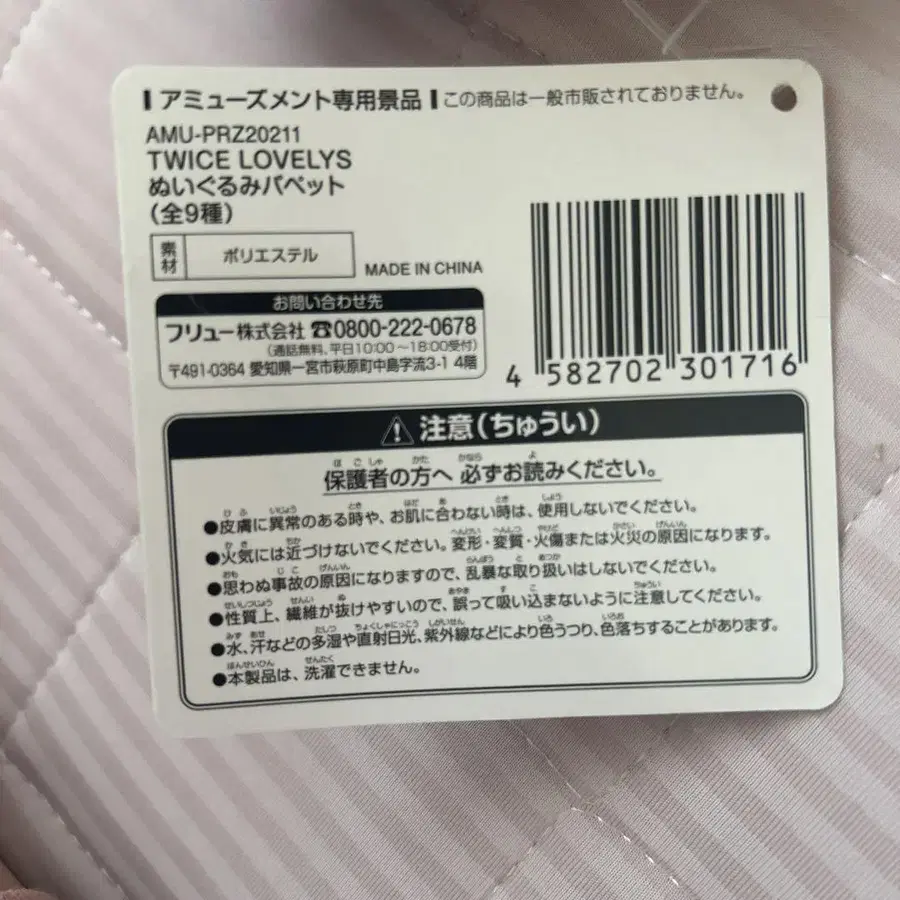 アミューズメント専用景品 この商品は一般市販されておりません。
AMU-PRZ20211
TWICE LOVELYS
ぬいぐるみパペット
(全9種)
素材 ポリエステル
MADE IN CHINA
お問い合わせ先
フリュー株式会社 ☎0800-222-0678
(通話無料、平日10:00～18:00受付)
〒491-0364 愛知県一宮市萩原町中島字流3-1 4階
4 582702 301716
⚠注意(ちゅうい)
保護者の方へ 必ずお読みください。
●皮膚に異常のある時や、お肌に合わない時は、使用しないでください。
●火気には近づけないでください。変形・変質・火傷または火災の原因になります。
●思わぬ事故の原因になりますので、乱暴な取り扱いはしないでください。
●性質上、繊維が抜けやすいので、誤って吸い込まないように注意してください。
●水、汗などの多湿や直射日光、紫外線などにより色うつり、色落ちすることがあります。
●本製品は、洗濯できません。